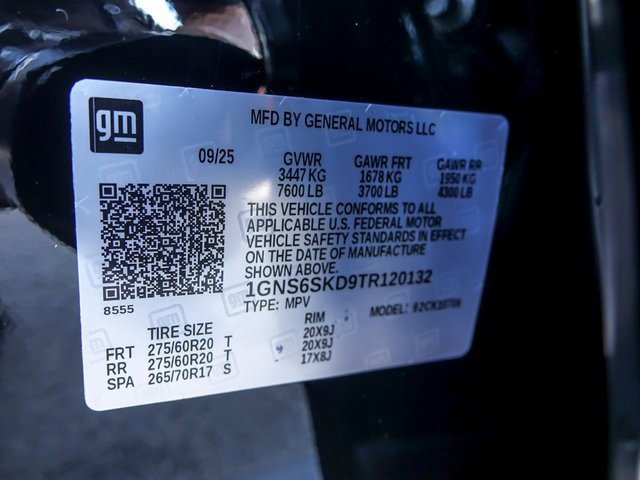 gm
MFD BY GENERAL MOTORS LLC
09/25 GVWR GAWR FRT GAWR RR
3447 KG 1678 KG 1950 KG
7600 LB 3700 LB 4300 LB
THIS VEHICLE CONFORMS TO ALL
APPLICABLE U.S. FEDERAL MOTOR
VEHICLE SAFETY STANDARDS IN EFFECT
ON THE DATE OF MANUFACTURE
SHOWN ABOVE.
1GNS6SKD9TR120132
8555
TYPE: MPV MODEL:
TIRE SIZE RIM
FRT 275/60R20 T 20X9J
RR 275/60R20 T 20X9J
SPA 265/70R17 S 17X8J